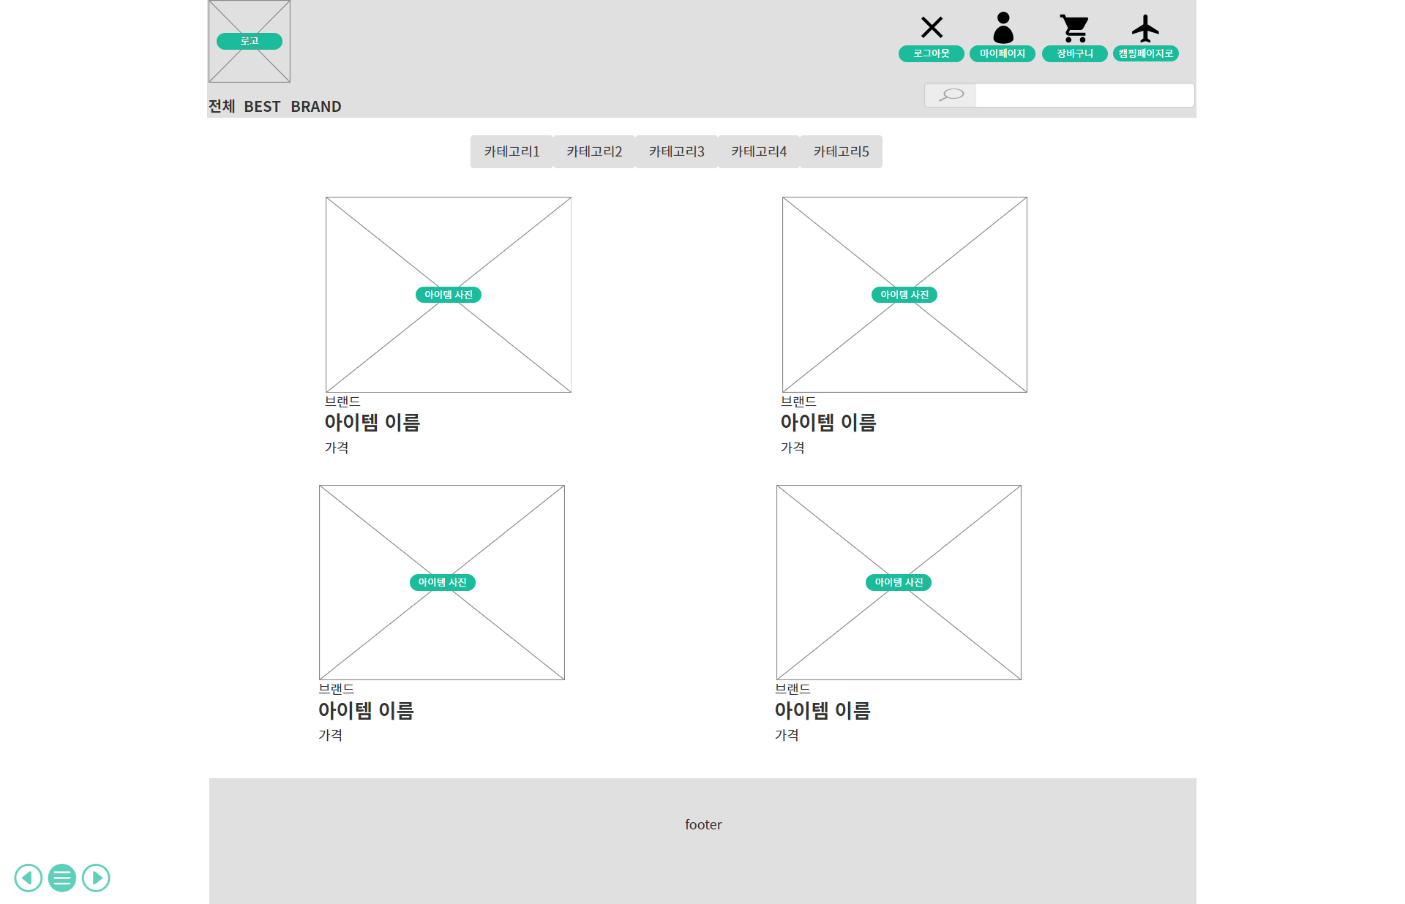 로고
로그아웃
마이페이지
장바구니
캠핑페이지로
전체 BEST BRAND
카테고리1 카테고리2 카테고리3 카테고리4 카테고리5
아이템 사진
브랜드
아이템 이름
가격
아이템 사진
브랜드
아이템 이름
가격
아이템 사진
브랜드
아이템 이름
가격
아이템 사진
브랜드
아이템 이름
가격
footer